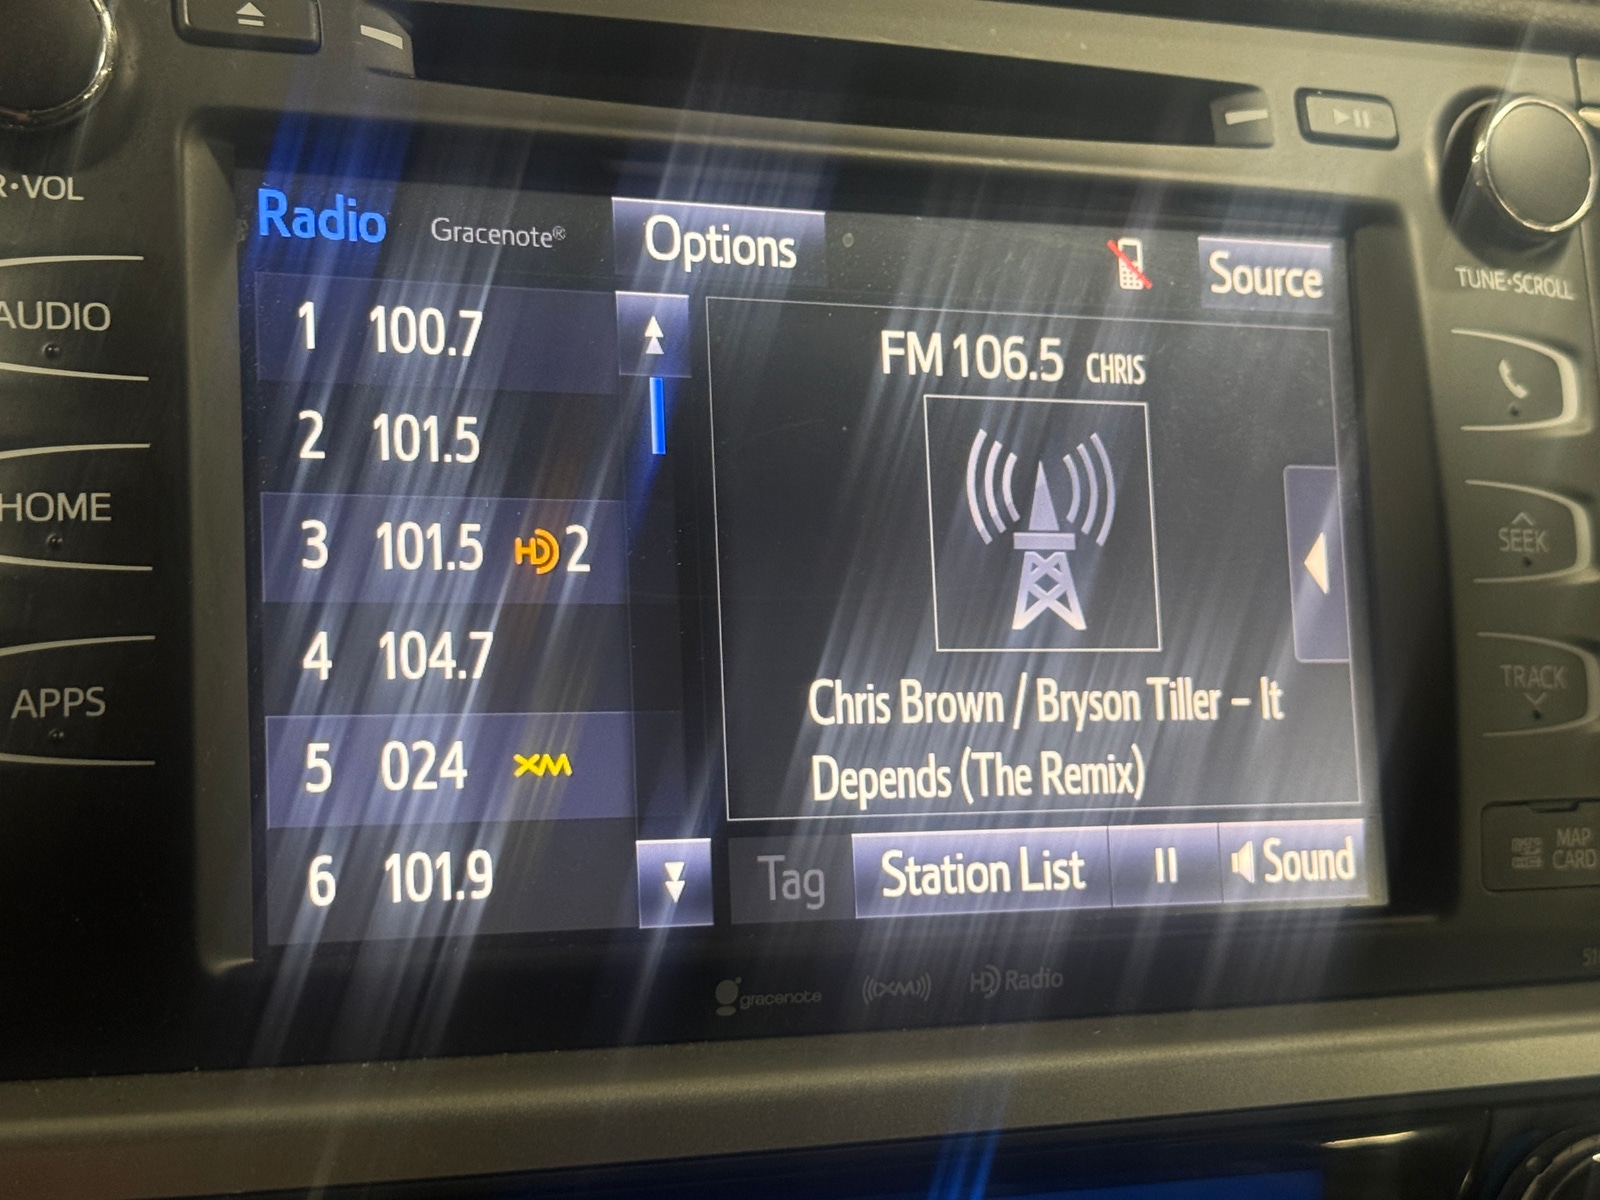 R·VOL
AUDIO
HOME
APPS
Radio
Gracenote®
Options
Source
1 100.7
2 101.5
3 101.5 HD 2
4 104.7
5 024 XM
6 101.9
FM 106.5 CHRIS
Chris Brown / Bryson Tiller – It
Depends (The Remix)
Tag
Station List
Sound
gracenote
((XM))
HD Radio
TUNE·SCROLL
SEEK
TRACK
MAP
CARD